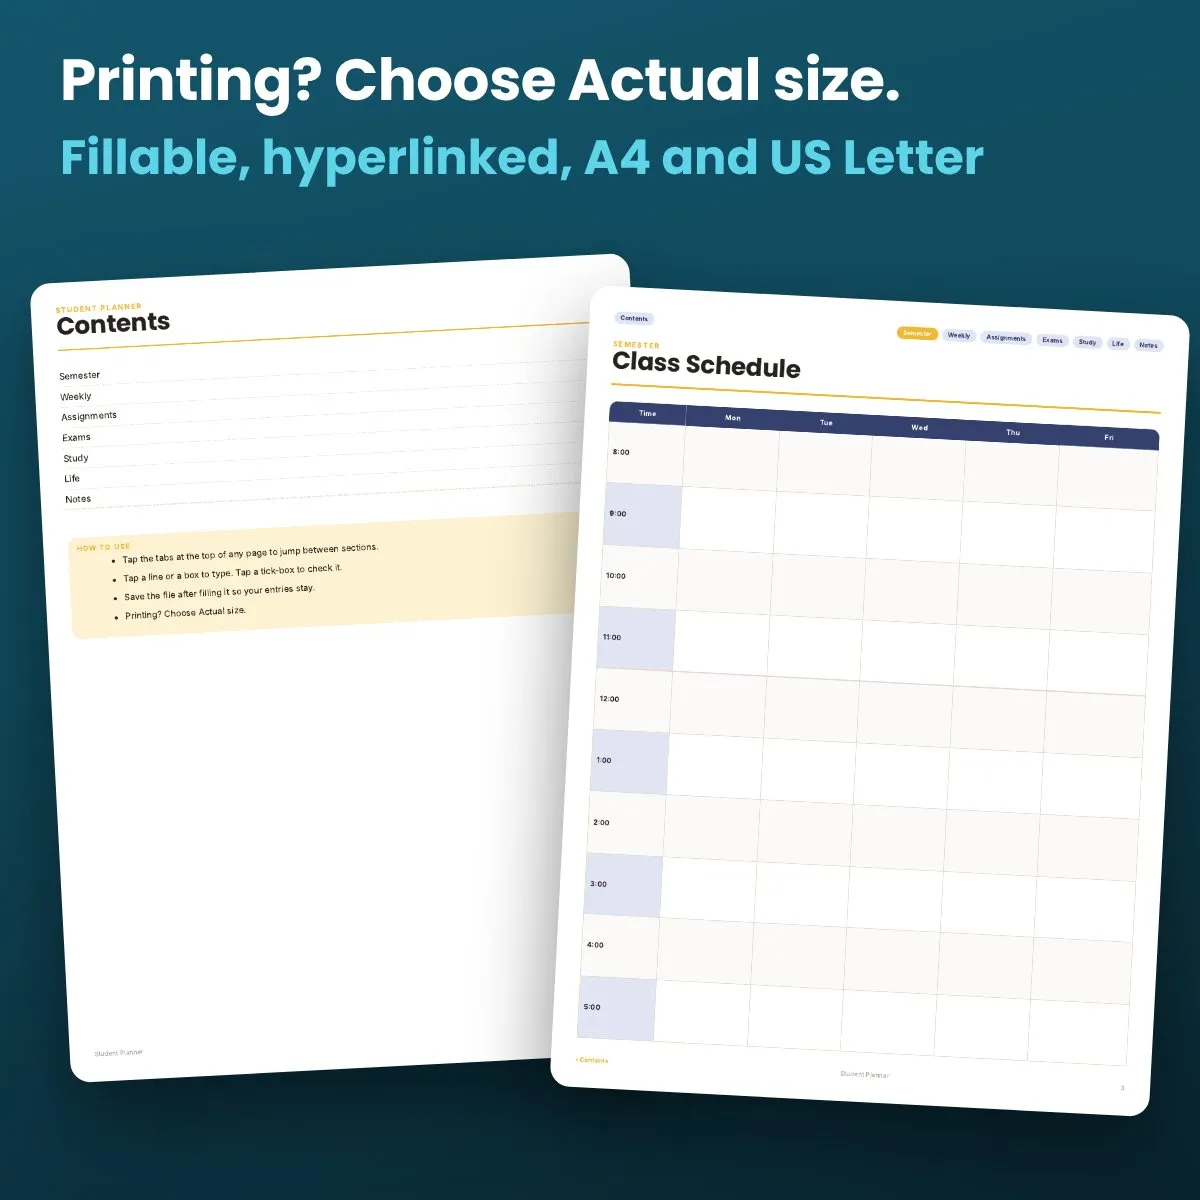 Printing? Choose Actual size.
Fillable, hyperlinked, A4 and US Letter
STUDENT PLANNER
Contents
Semester
Weekly
Assignments
Exams
Study
Life
Notes
HOW TO USE
• Tap the tabs at the top of any page to jump between sections.
• Tap a line or a box to type. Tap a tick-box to check it.
• Save the file after filling it so your entries stay.
• Printing? Choose Actual size.
Student Planner
Contents
Semester Weekly Assignments Exams Study Life Notes
SEMESTER
Class Schedule
Time Mon Tue Wed Thu Fri
8:00
9:00
10:00
11:00
12:00
1:00
2:00
3:00
4:00
5:00
‹ Contents
Student Planner
3